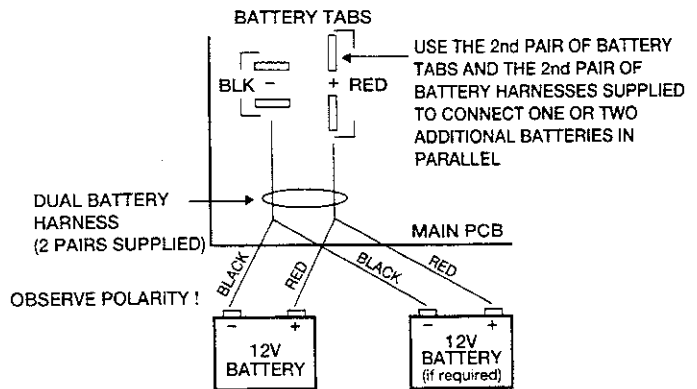 BATTERY TABS
BLK
−
+
RED
USE THE 2nd PAIR OF BATTERY
TABS AND THE 2nd PAIR OF
BATTERY HARNESSES SUPPLIED
TO CONNECT ONE OR TWO
ADDITIONAL BATTERIES IN
PARALLEL
DUAL BATTERY
HARNESS
(2 PAIRS SUPPLIED)
MAIN PCB
BLACK
RED
BLACK
RED
OBSERVE POLARITY !
− +
12V
BATTERY
− +
12V
BATTERY
(if required)